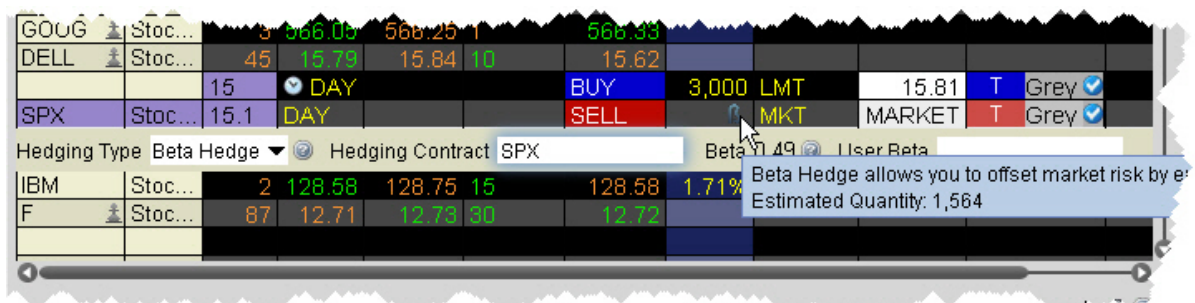 GOOG Stoc... 3 566.05 566.25 1 566.33
DELL Stoc... 45 15.79 15.84 10 15.62
15 DAY BUY 3,000 LMT 15.81 T Grey
SPX Stoc... 15.1 DAY SELL MKT MARKET T Grey
Hedging Type Beta Hedge Hedging Contract SPX Beta 0.49 User Beta
IBM Stoc... 2 128.58 128.75 15 128.58 1.71%
Beta Hedge allows you to offset market risk by
F Stoc... 87 12.71 12.73 30 12.72
Estimated Quantity: 1,564